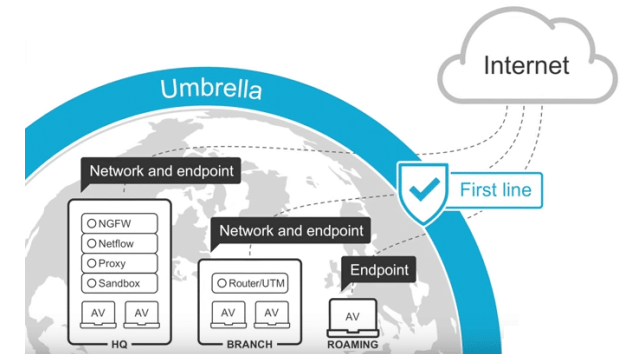 Internet
Umbrella
First line
Network and endpoint
NGFW
Netflow
Proxy
Sandbox
AV AV
HQ
Network and endpoint
Router/UTM
AV AV
BRANCH
Endpoint
AV
ROAMING